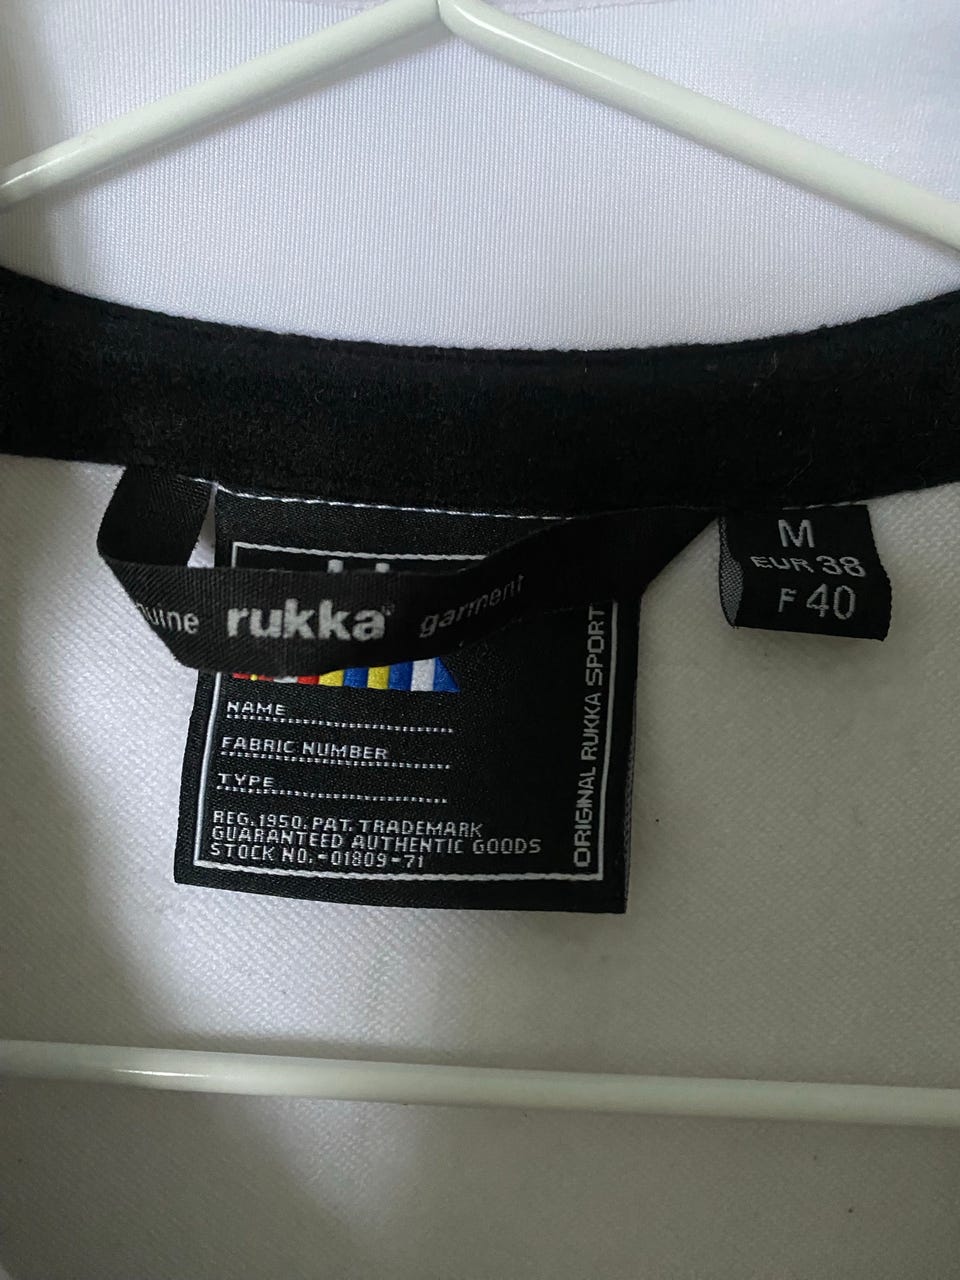 rukka®
garment
M
EUR 38
F 40
NAME
FABRIC NUMBER
TYPE
REG. 1950. PAT. TRADEMARK
GUARANTEED AUTHENTIC GOODS
STOCK NO.-01809-71
ORIGINAL RUKKA SPORT